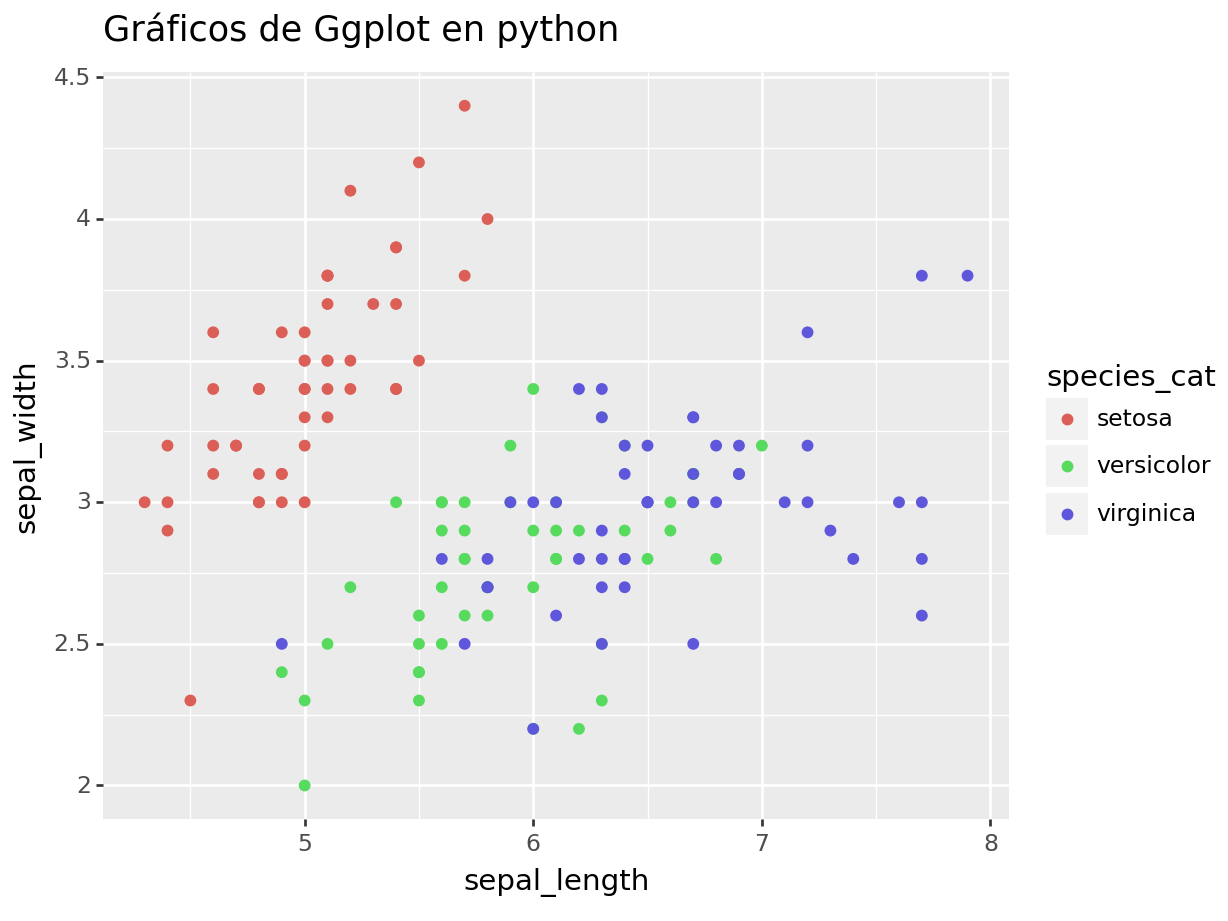 Gráficos de Ggplot en python
4.5
4
3.5
3
2.5
2
sepal_width
5 6 7 8
sepal_length
species_cat
setosa
versicolor
virginica